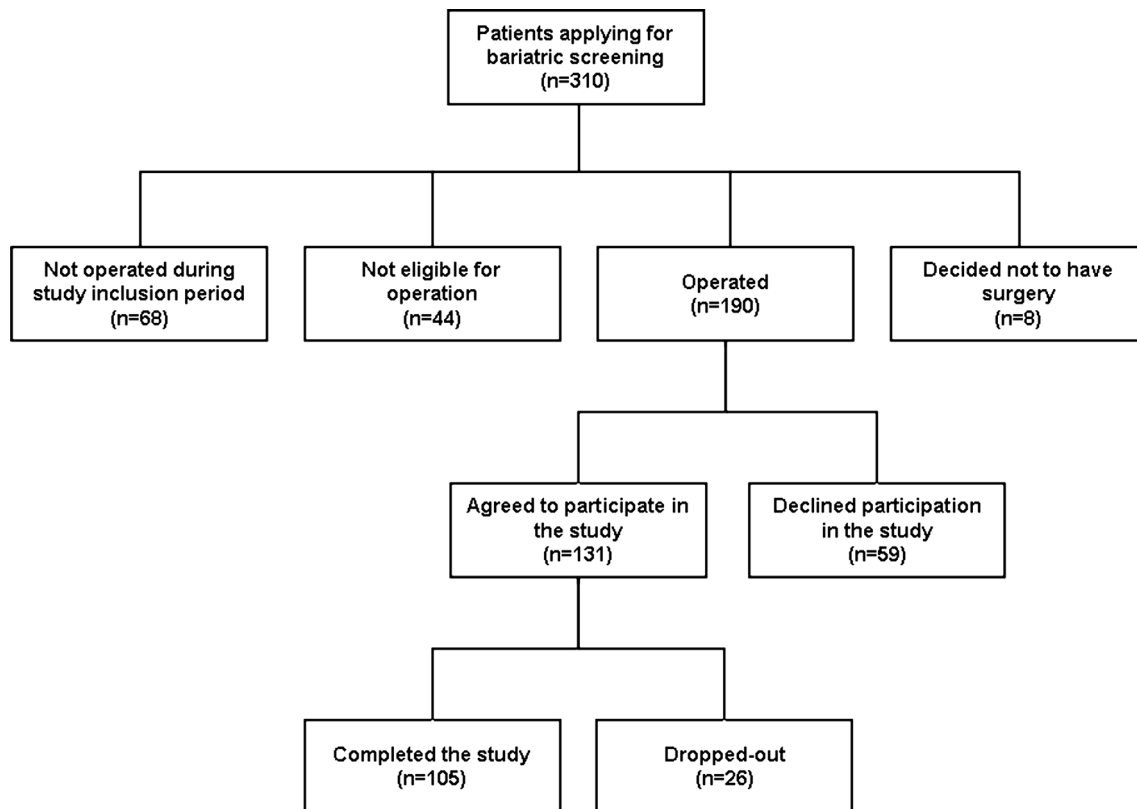 Patients applying for
bariatric screening
(n=310)
Not operated during
study inclusion period
(n=68)
Not eligible for
operation
(n=44)
Operated
(n=190)
Decided not to have
surgery
(n=8)
Agreed to participate in
the study
(n=131)
Declined participation
in the study
(n=59)
Completed the study
(n=105)
Dropped-out
(n=26)